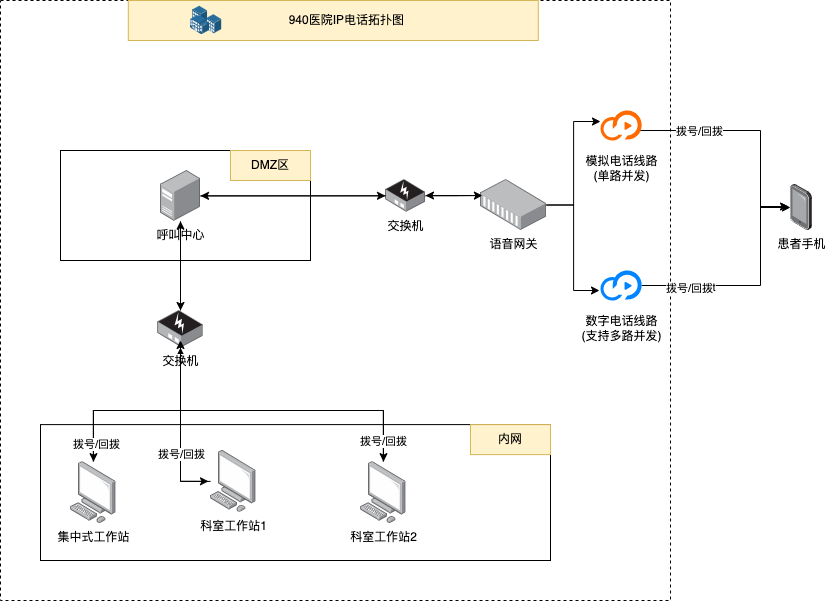 940医院IP电话拓扑图
拨号/回拨
DMZ区
模拟电话线路
(单路并发)
呼叫中心
交换机
语音网关
患者手机
拨号/回拨t
数字电话线路
(支持多路并发)
交换机
内网
拨号/回拨
拨号/回拨
拨号/回拨
集中式工作站
科室工作站1
科室工作站2